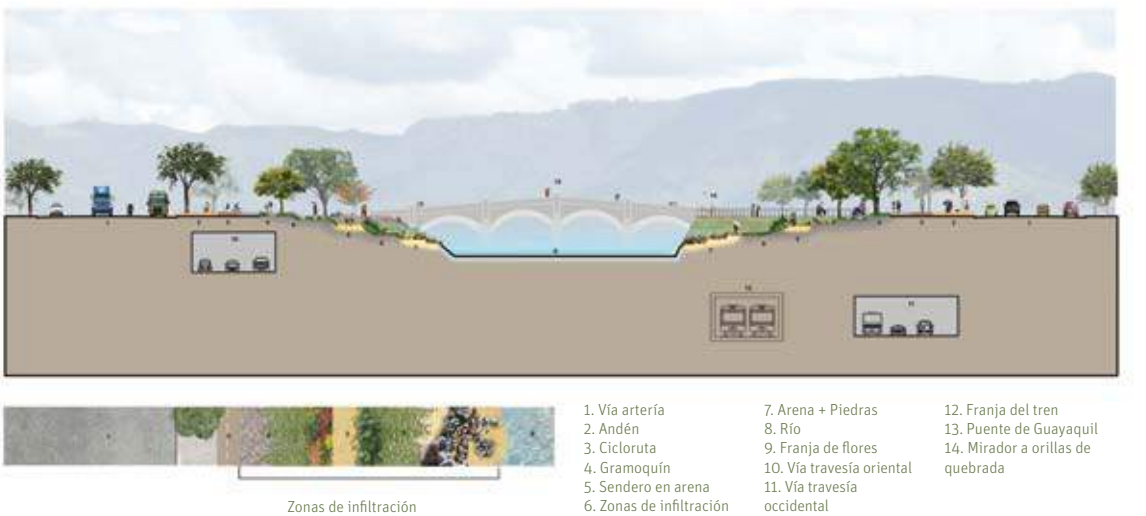 Zonas de infiltración
1. Vía artería
2. Andén
3. Cicloruta
4. Gramoquín
5. Sendero en arena
6. Zonas de infiltración
7. Arena + Piedras
8. Río
9. Franja de flores
10. Vía travesía oriental
11. Vía travesía
occidental
12. Franja del tren
13. Puente de Guayaquil
14. Mirador a orillas de
quebrada